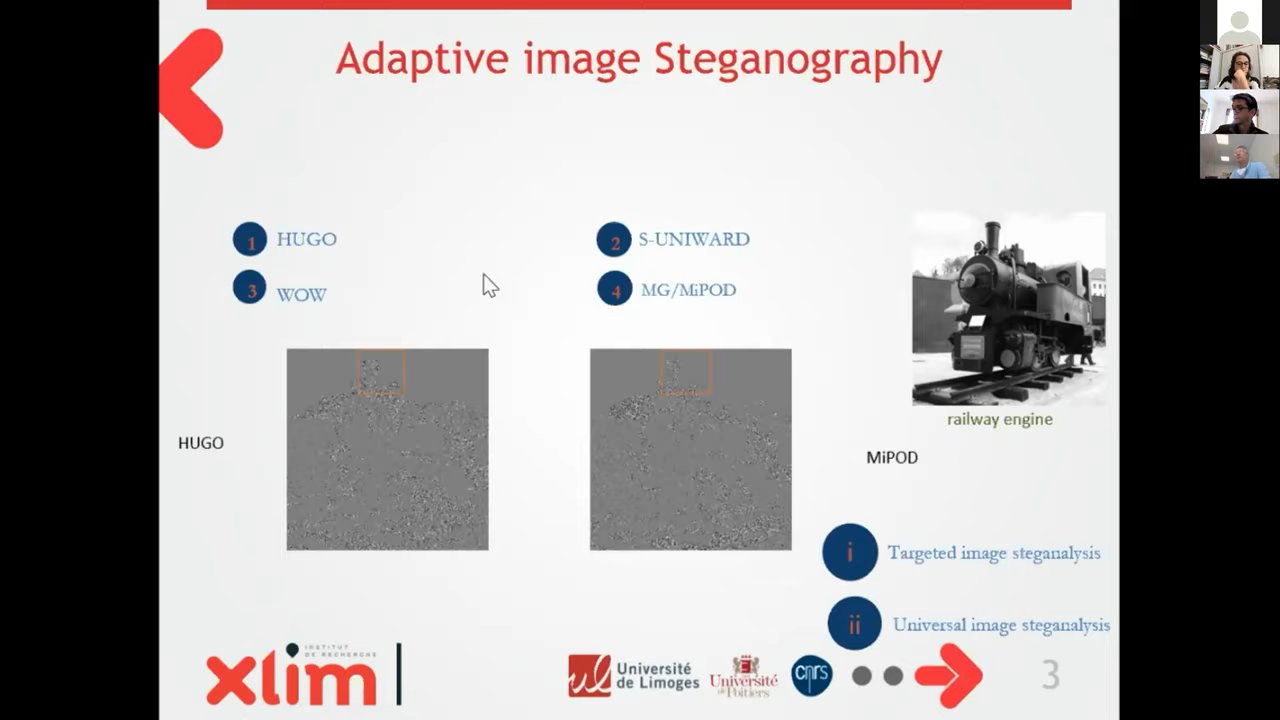 Adaptive image Steganography
1 HUGO
2 S-UNIWARD
3 WOW
4 MG/MiPOD
railway engine
HUGO
MiPOD
i Targeted image steganalysis
ii Universal image steganalysis
INSTITUT
DE RECHERCHE
xlim
ul Université
de Limoges
Université
de Poitiers
cnrs
3